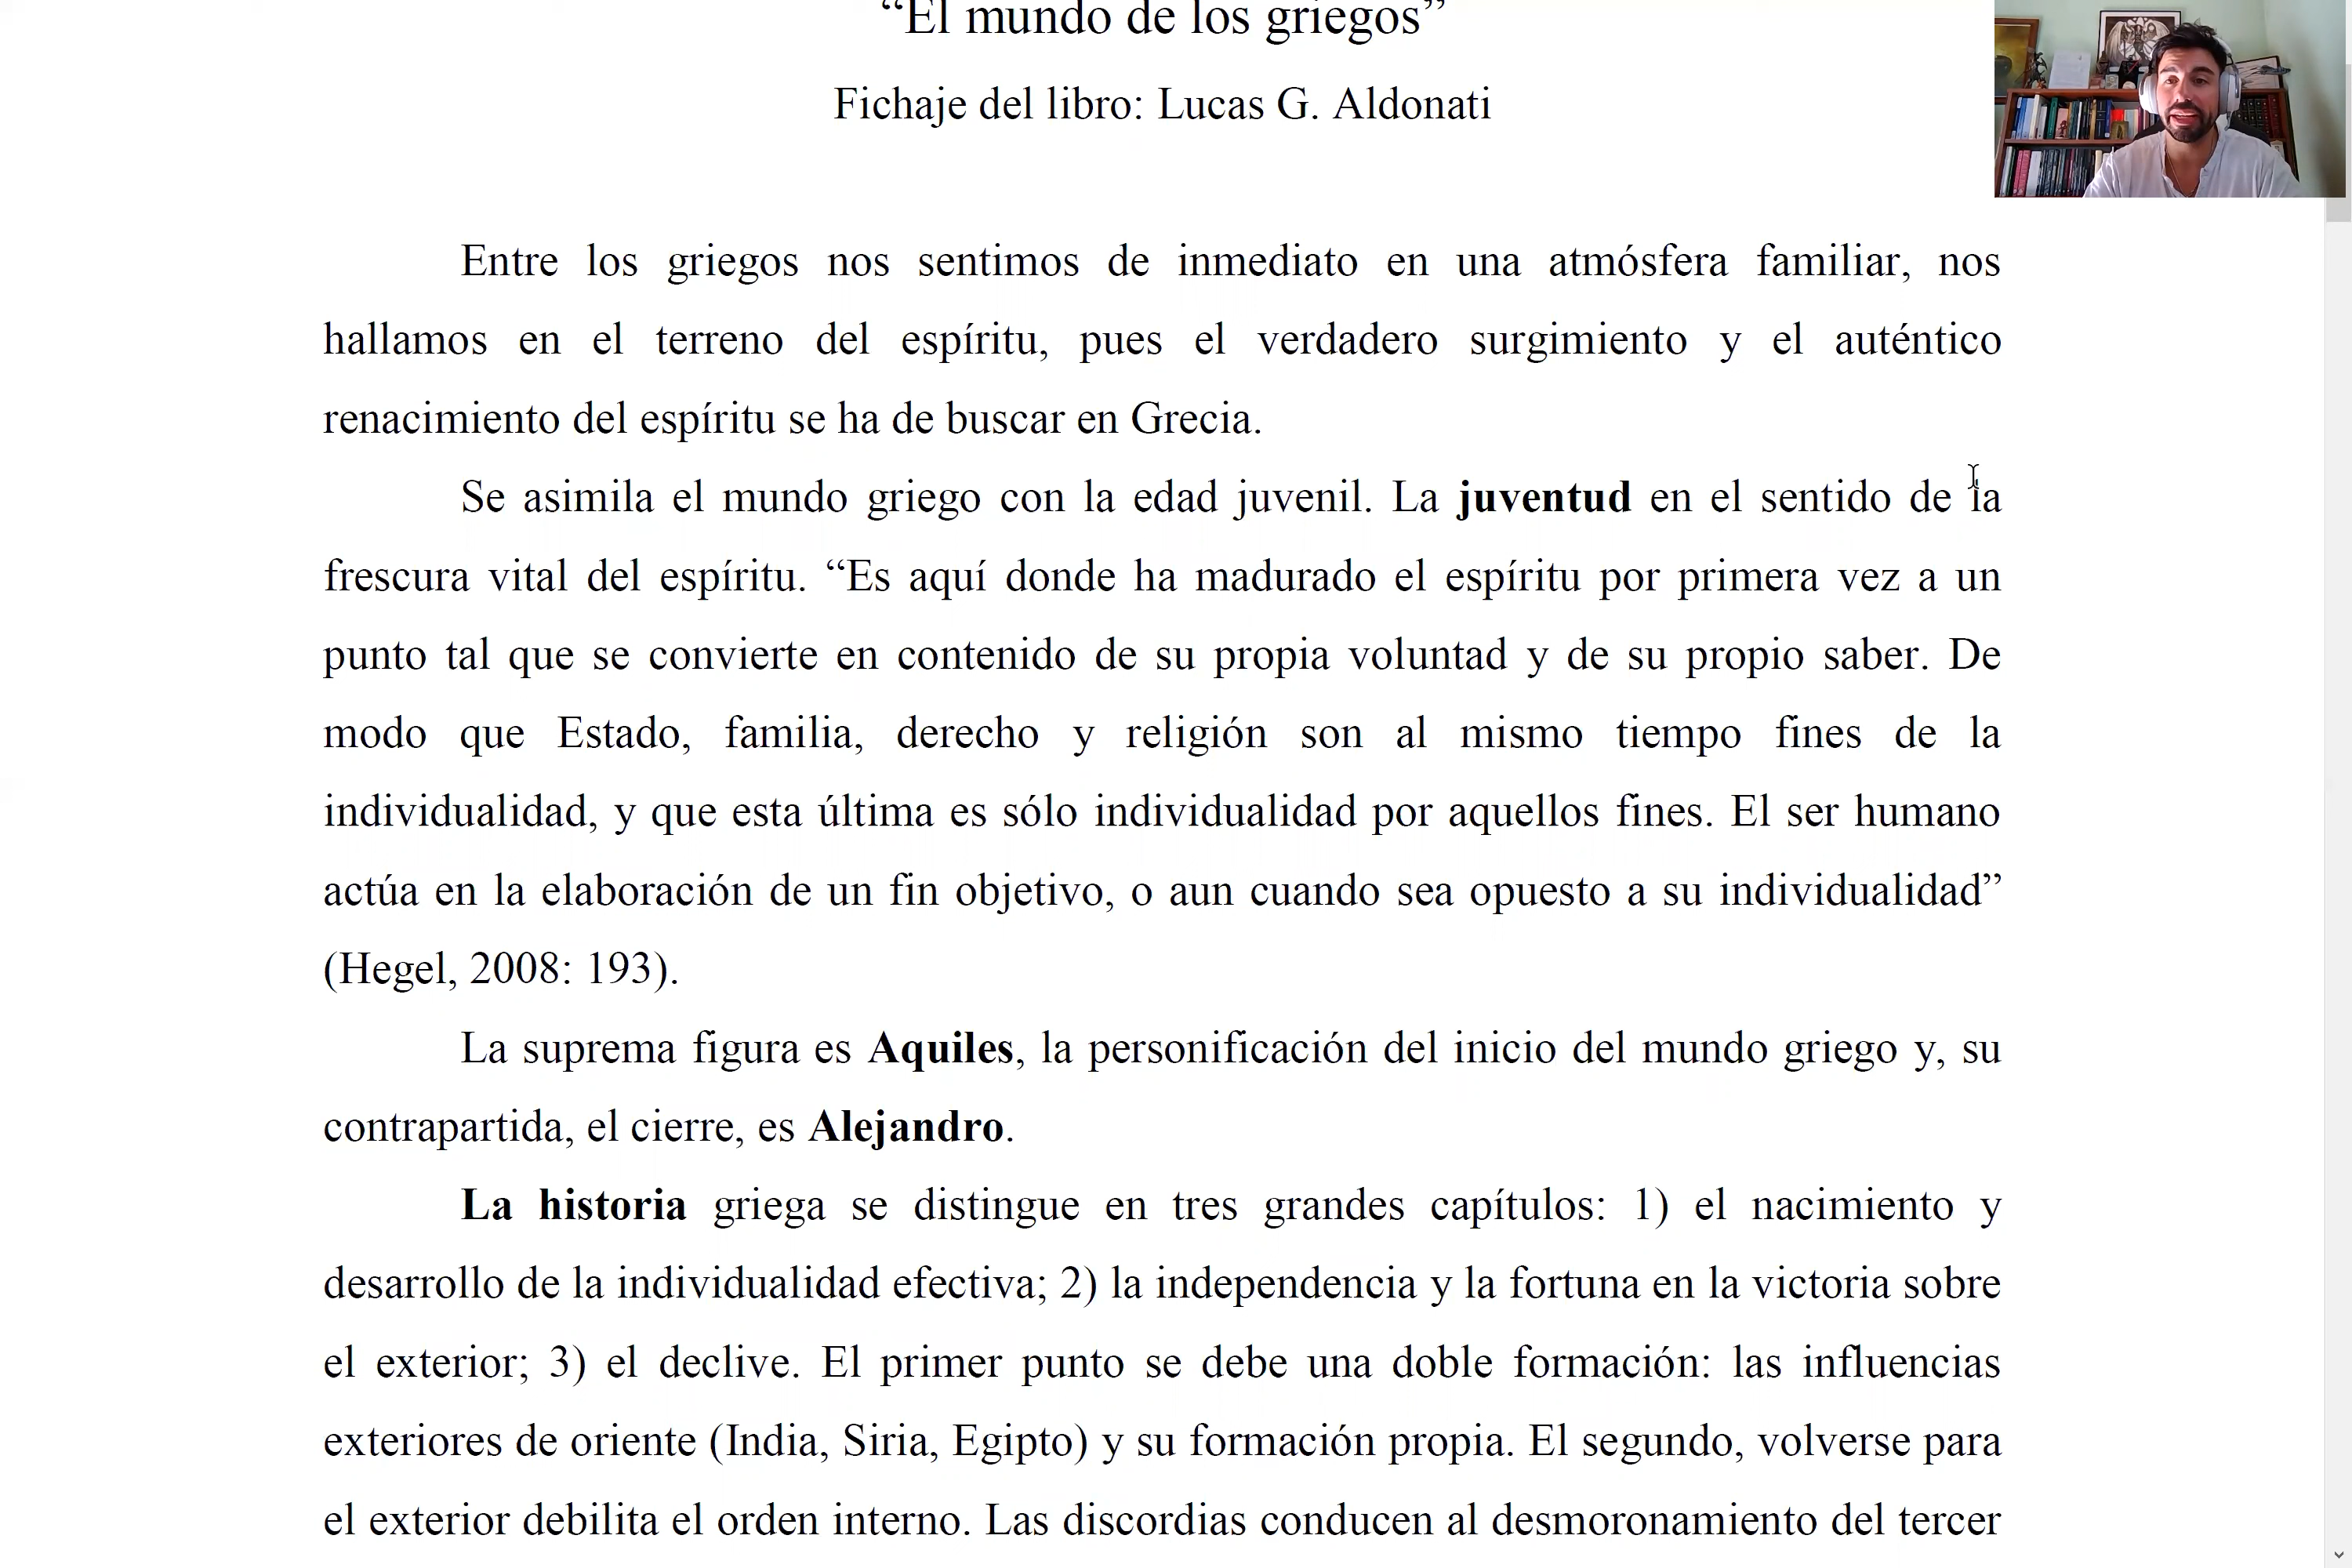 “El mundo de los griegos”
Fichaje del libro: Lucas G. Aldonati
Entre los griegos nos sentimos de inmediato en una atmósfera familiar, nos
hallamos en el terreno del espíritu, pues el verdadero surgimiento y el auténtico
renacimiento del espíritu se ha de buscar en Grecia.
Se asimila el mundo griego con la edad juvenil. La juventud en el sentido de la
frescura vital del espíritu. “Es aquí donde ha madurado el espíritu por primera vez a un
punto tal que se convierte en contenido de su propia voluntad y de su propio saber. De
modo que Estado, familia, derecho y religión son al mismo tiempo fines de la
individualidad, y que esta última es sólo individualidad por aquellos fines. El ser humano
actúa en la elaboración de un fin objetivo, o aun cuando sea opuesto a su individualidad”
(Hegel, 2008: 193).
La suprema figura es Aquiles, la personificación del inicio del mundo griego y, su
contrapartida, el cierre, es Alejandro.
La historia griega se distingue en tres grandes capítulos: 1) el nacimiento y
desarrollo de la individualidad efectiva; 2) la independencia y la fortuna en la victoria sobre
el exterior; 3) el declive. El primer punto se debe una doble formación: las influencias
exteriores de oriente (India, Siria, Egipto) y su formación propia. El segundo, volverse para
el exterior debilita el orden interno. Las discordias conducen al desmoronamiento del tercer